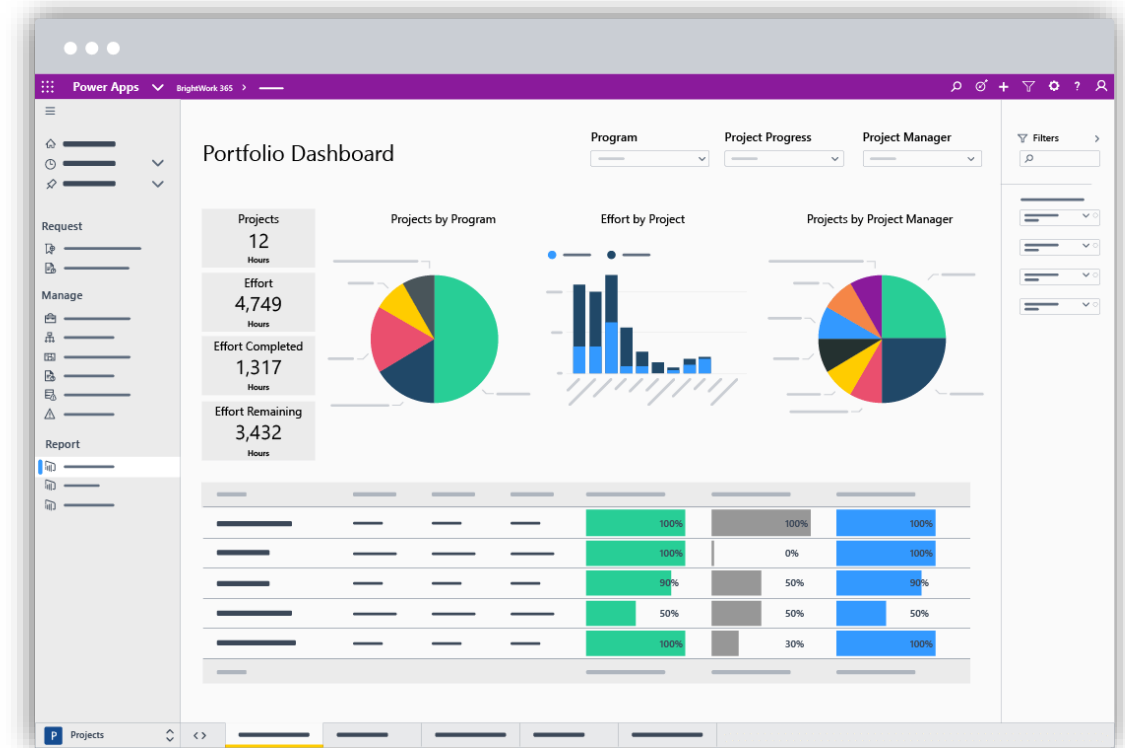 Power Apps
BrightWork 365 >
?
Portfolio Dashboard
Program
Project Progress
Project Manager
Filters
Request
Manage
Report
Projects
12
Hours
Effort
4,749
Hours
Effort Completed
1,317
Hours
Effort Remaining
3,432
Hours
Projects by Program
Effort by Project
Projects by Project Manager
100% 100% 100%
100% 0% 100%
90% 50% 90%
50% 50% 50%
100% 30% 100%
P Projects